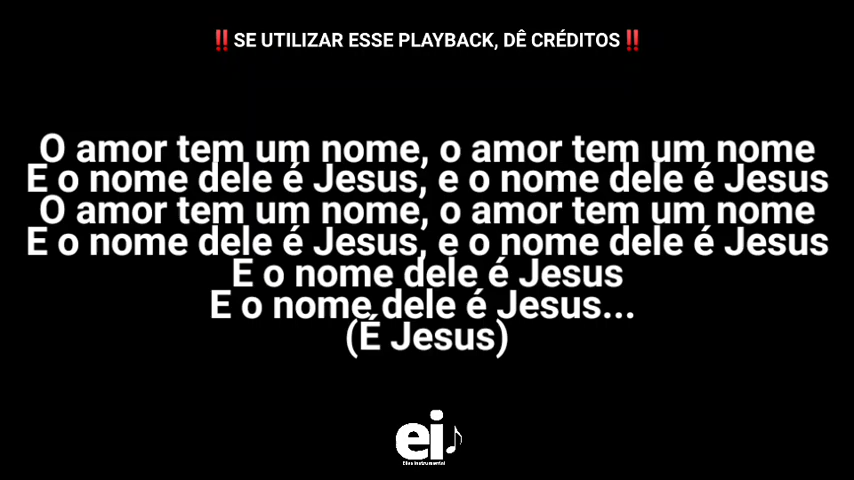 ‼️SE UTILIZAR ESSE PLAYBACK, DÊ CRÉDITOS‼️
O amor tem um nome, o amor tem um nome
E o nome dele é Jesus, e o nome dele é Jesus
O amor tem um nome, o amor tem um nome
E o nome dele é Jesus, e o nome dele é Jesus
E o nome dele é Jesus
E o nome dele é Jesus...
(É Jesus)
ei